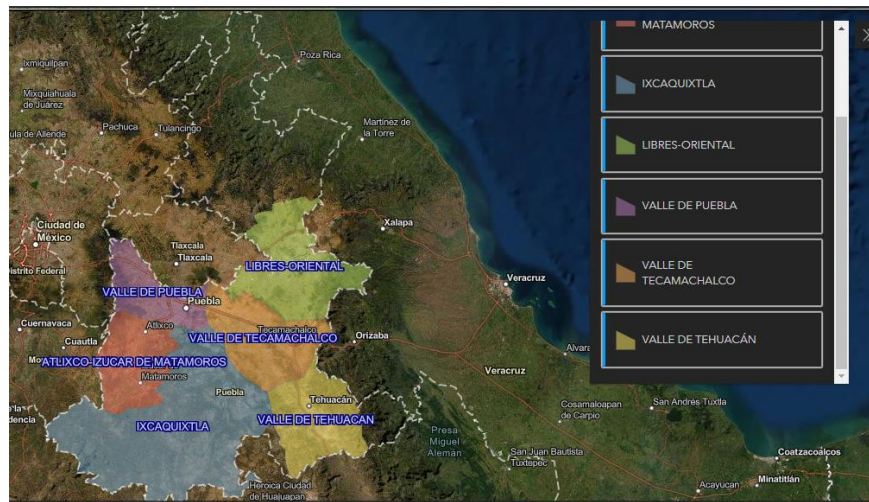 Ixmiquilpan
Poza Rica
Mixquiahuala
de Juárez
Martínez de
la Torre
ula de Allende
Pachuca
Tulancingo
Ciudad de
México
Xalapa
Tlaxcala
Tlaxcala
Distrito Federal
LIBRES-ORIENTAL
Veracruz
VALLE DE PUEBLA
Puebla
Cuernavaca
Atlixco
Tecamachalco
VALLE DE TECAMACHALCO
Orizaba
Cuautla
Alvara
ATLIXCO-IZUCAR DE MATAMOROS
Matamoros
Veracruz
Puebla
Tehuacán
Cosamaloapan
de Carpio
San Andrés Tuxtla
VALLE DE TEHUACAN
IXCAQUIXTLA
Presa
Miguel
Alemán
San Juan Bautista
Tuxtepec
Coatzacoalcos
Minatitlán
Acayucan
Heroica Ciudad
de Huajuapan
MATAMOROS
IXCAQUIXTLA
LIBRES-ORIENTAL
VALLE DE PUEBLA
VALLE DE
TECAMACHALCO
VALLE DE TEHUACÁN